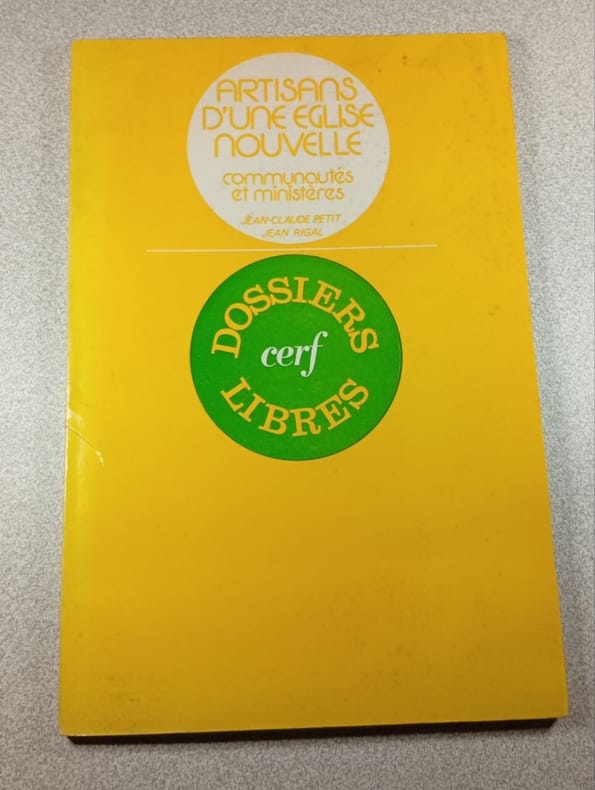 ARTISANS
D'UNE EGLISE
NOUVELLE
communautés
et ministères
JEAN-CLAUDE PETIT
JEAN RIGAL
DOSSIERS
cerf
LIBRES